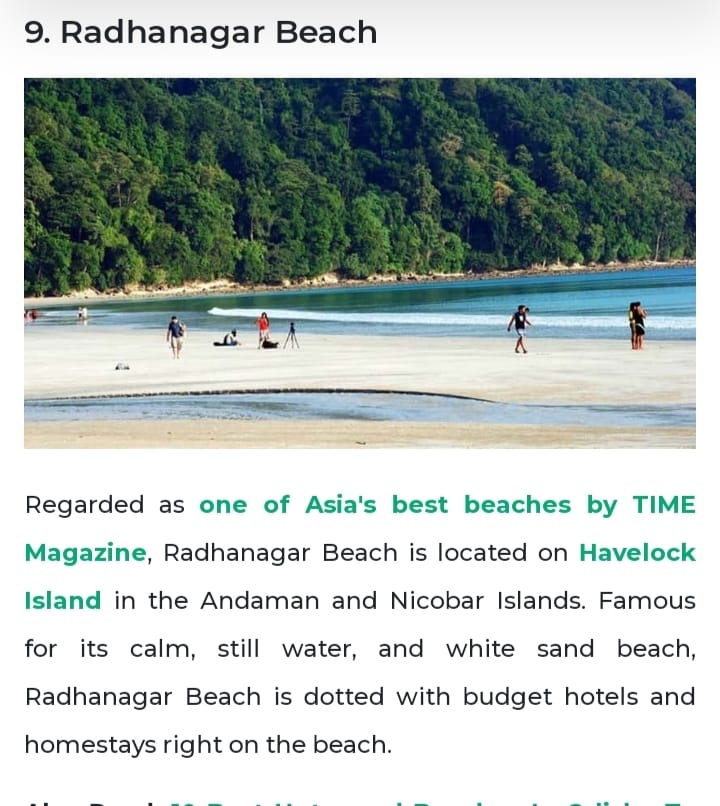 9. Radhanagar Beach
Regarded as one of Asia's best beaches by TIME
Magazine, Radhanagar Beach is located on Havelock
Island in the Andaman and Nicobar Islands. Famous
for its calm, still water, and white sand beach,
Radhanagar Beach is dotted with budget hotels and
homestays right on the beach.